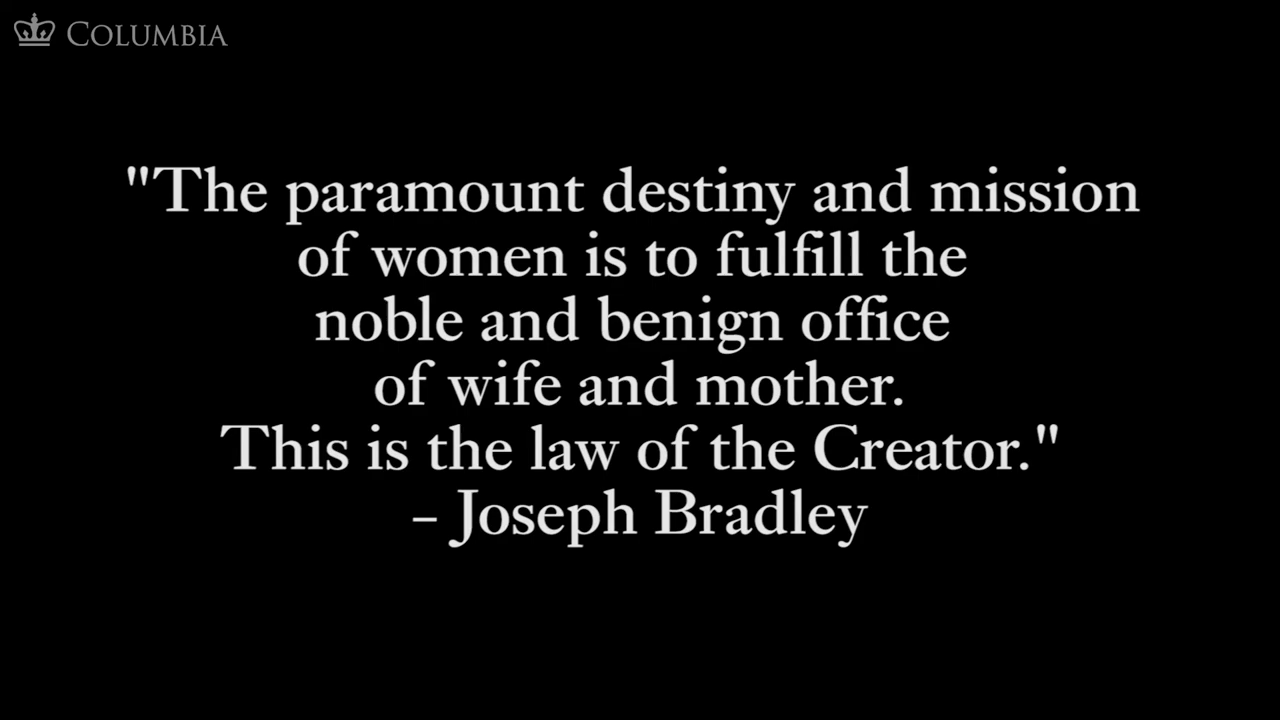 COLUMBIA
"The paramount destiny and mission
of women is to fulfill the
noble and benign office
of wife and mother.
This is the law of the Creator."
– Joseph Bradley